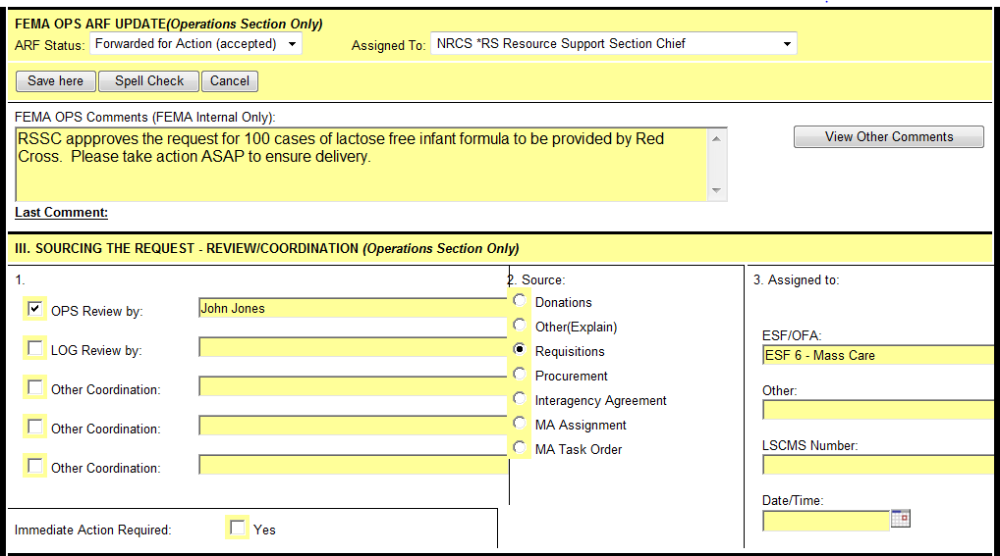 FEMA OPS ARF UPDATE(Operations Section Only)
ARF Status: Forwarded for Action (accepted) Assigned To: NRCS *RS Resource Support Section Chief
Save here Spell Check Cancel
FEMA OPS Comments (FEMA Internal Only):
RSSC appproves the request for 100 cases of lactose free infant formula to be provided by Red
Cross. Please take action ASAP to ensure delivery.
View Other Comments
Last Comment:
III. SOURCING THE REQUEST - REVIEW/COORDINATION (Operations Section Only)
1.
OPS Review by: John Jones
LOG Review by:
Other Coordination:
Other Coordination:
Other Coordination:
Immediate Action Required: Yes
2. Source:
Donations
Other(Explain)
Requisitions
Procurement
Interagency Agreement
MA Assignment
MA Task Order
3. Assigned to:
ESF/OFA:
ESF 6 - Mass Care
Other:
LSCMS Number:
Date/Time: